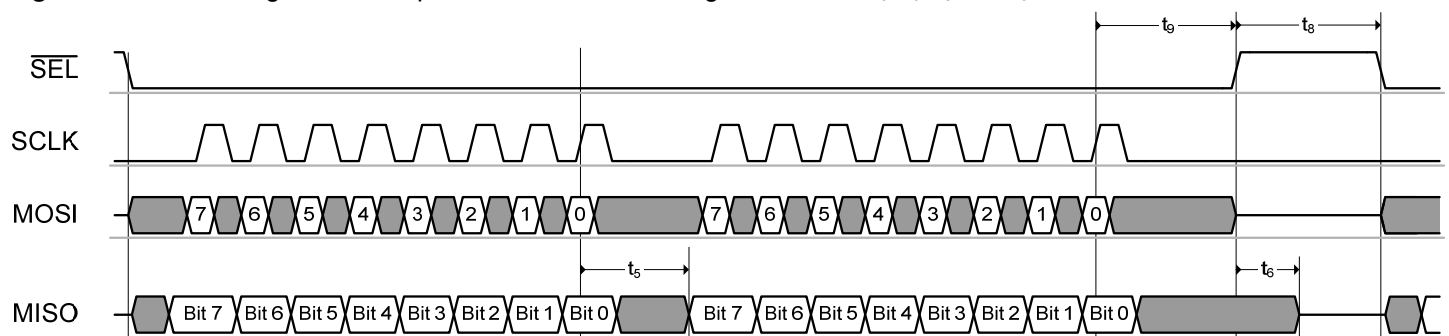 t9 t8
SEL
SCLK
MOSI 7 6 5 4 3 2 1 0 7 6 5 4 3 2 1 0
t5 t6
MISO Bit 7 Bit 6 Bit 5 Bit 4 Bit 3 Bit 2 Bit 1 Bit 0 Bit 7 Bit 6 Bit 5 Bit 4 Bit 3 Bit 2 Bit 1 Bit 0